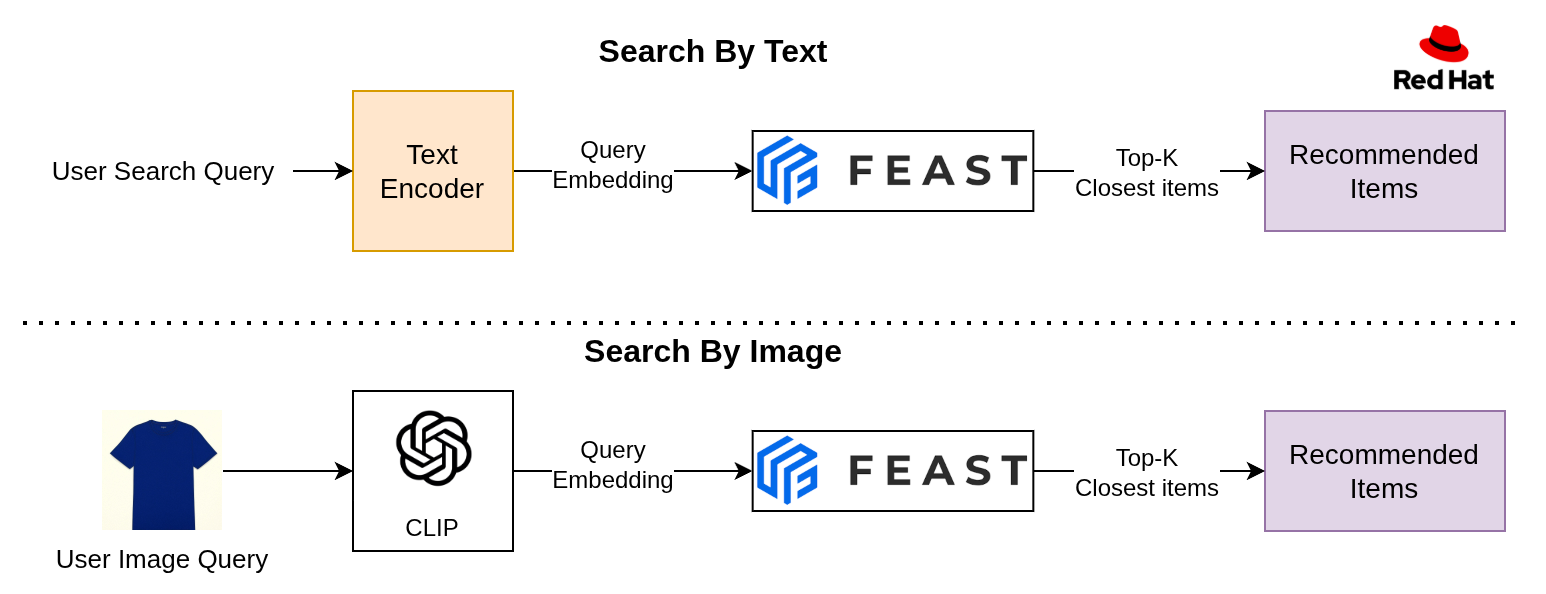 Search By Text
Red Hat
User Search Query
Text
Encoder
Query
Embedding
FEAST
Top-K
Closest items
Recommended
Items
Search By Image
User Image Query
CLIP
Query
Embedding
FEAST
Top-K
Closest items
Recommended
Items